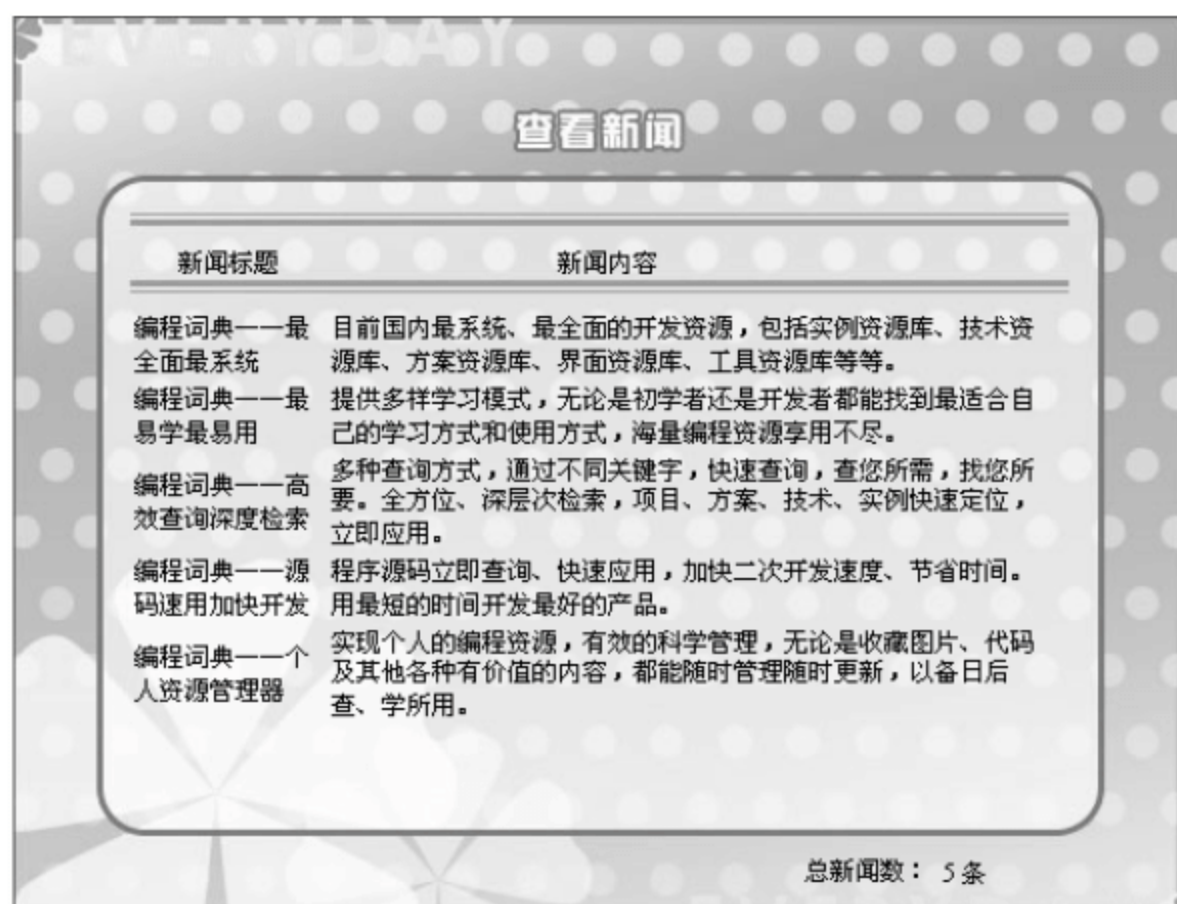 EVERYDAY
查看新闻
新闻标题 新闻内容
编程词典——最 目前国内最系统、最全面的开发资源，包括实例资源库、技术资
全面最系统 源库、方案资源库、界面资源库、工具资源库等等。
编程词典——最 提供多样学习模式，无论是初学者还是开发者都能找到最适合自
易学最易用 己的学习方式和使用方式，海量编程资源享用不尽。
编程词典——高
效查询深度检索
多种查询方式，通过不同关键字，快速查询，查您所需，找您所
要。全方位、深层次检索，项目、方案、技术、实例快速定位，
立即应用。
编程词典——源 程序源码立即查询、快速应用，加快二次开发速度、节省时间。
码速用加快开发 用最短的时间开发最好的产品。
编程词典——个
人资源管理器
实现个人的编程资源，有效的科学管理，无论是收藏图片、代码
及其他各种有价值的内容，都能随时管理随时更新，以备日后
查、学所用。
总新闻数： 5条